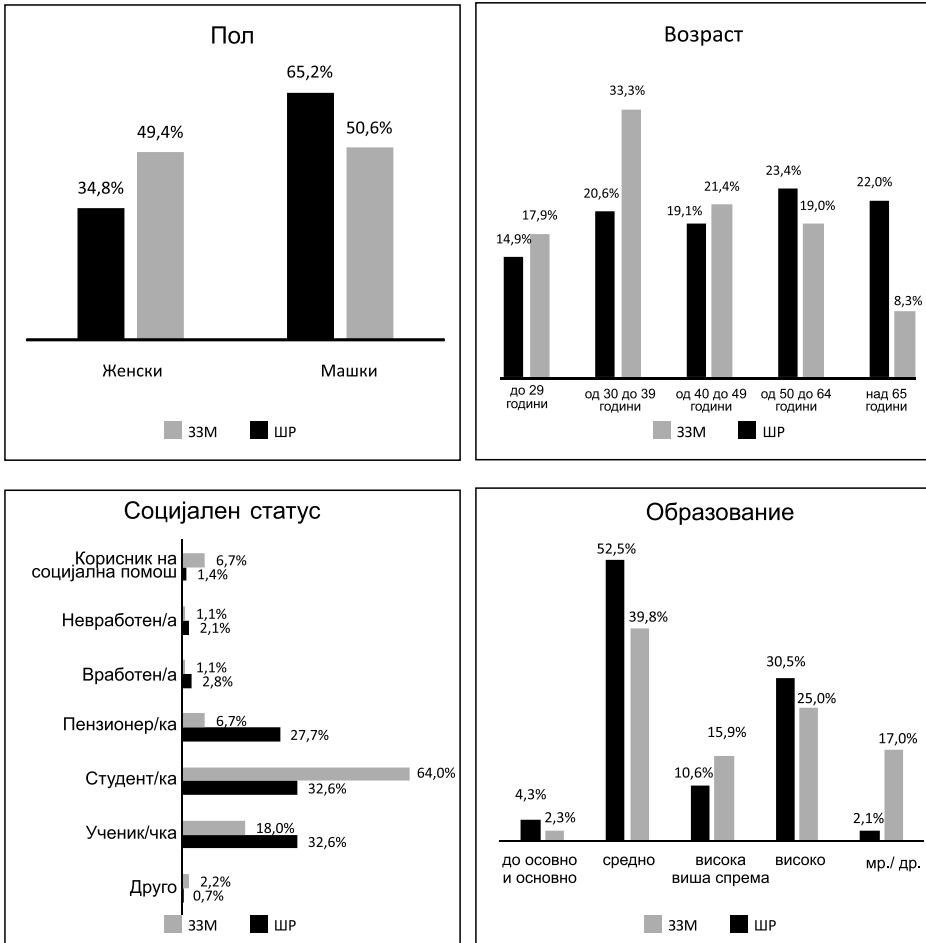 Пол
65,2%
49,4%
50,6%
34,8%
Женски
Машки
ЗЗМ
ШР
Возраст
33,3%
23,4%
22,0%
20,6%
21,4%
19,1%
19,0%
17,9%
14,9%
8,3%
до 29
години
од 30 до 39
години
од 40 до 49
години
од 50 до 64
години
над 65
години
ЗЗМ
ШР
Социјален статус
Корисник на
социјална помош
6,7%
1,4%
Невработен/а
1,1%
2,1%
Вработен/а
1,1%
2,8%
Пензионер/ка
6,7%
27,7%
Студент/ка
64,0%
32,6%
Ученик/чка
18,0%
32,6%
Друго
2,2%
0,7%
ЗЗМ
ШР
Образование
52,5%
39,8%
30,5%
25,0%
15,9%
17,0%
10,6%
4,3%
2,3%
2,1%
до осовно
и основно
средно
висока
виша спрема
високо
мр./ др.
ЗЗМ
ШР